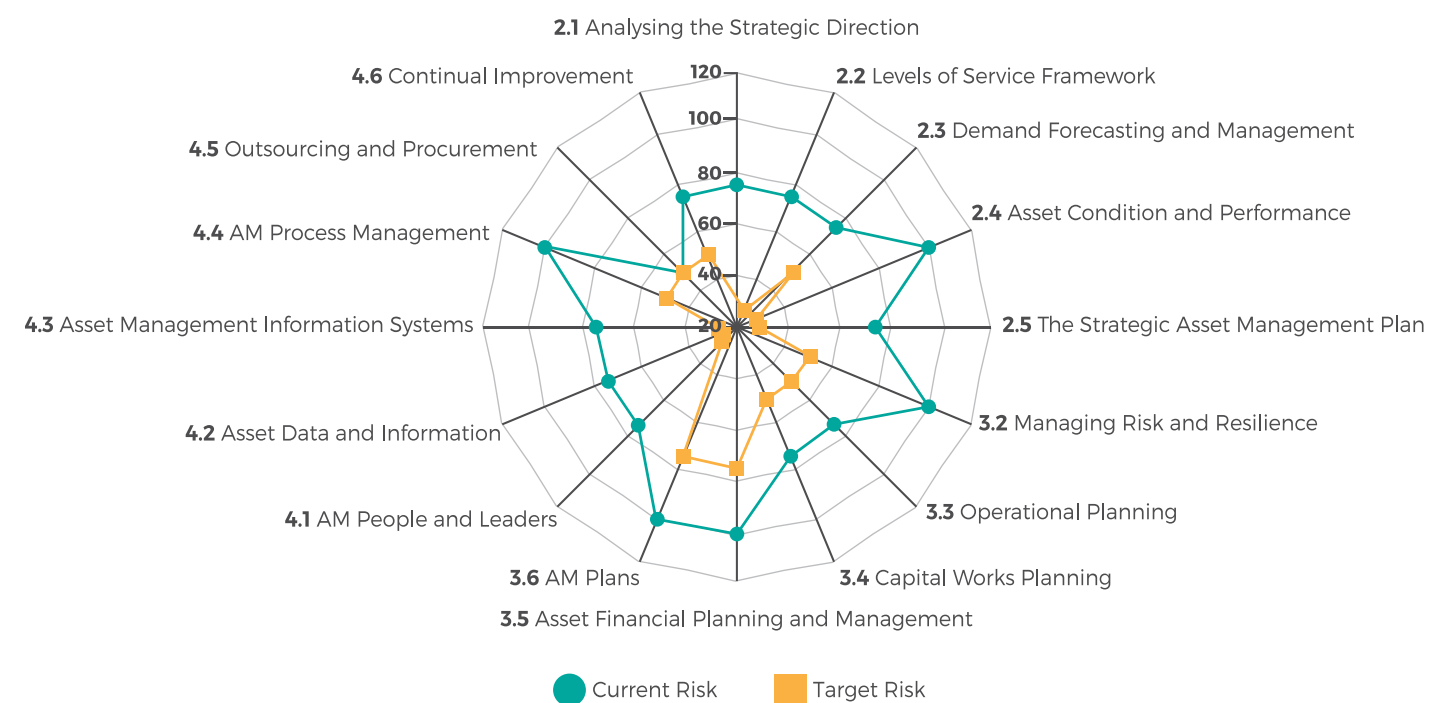 2.1 Analysing the Strategic Direction
4.6 Continual Improvement
120
2.2 Levels of Service Framework
100
2.3 Demand Forecasting and Management
4.5 Outsourcing and Procurement
80
2.4 Asset Condition and Performance
4.4 AM Process Management
60
40
4.3 Asset Management Information Systems
20
2.5 The Strategic Asset Management Plan
4.2 Asset Data and Information
3.2 Managing Risk and Resilience
4.1 AM People and Leaders
3.3 Operational Planning
3.6 AM Plans
3.4 Capital Works Planning
3.5 Asset Financial Planning and Management
Current Risk
Target Risk